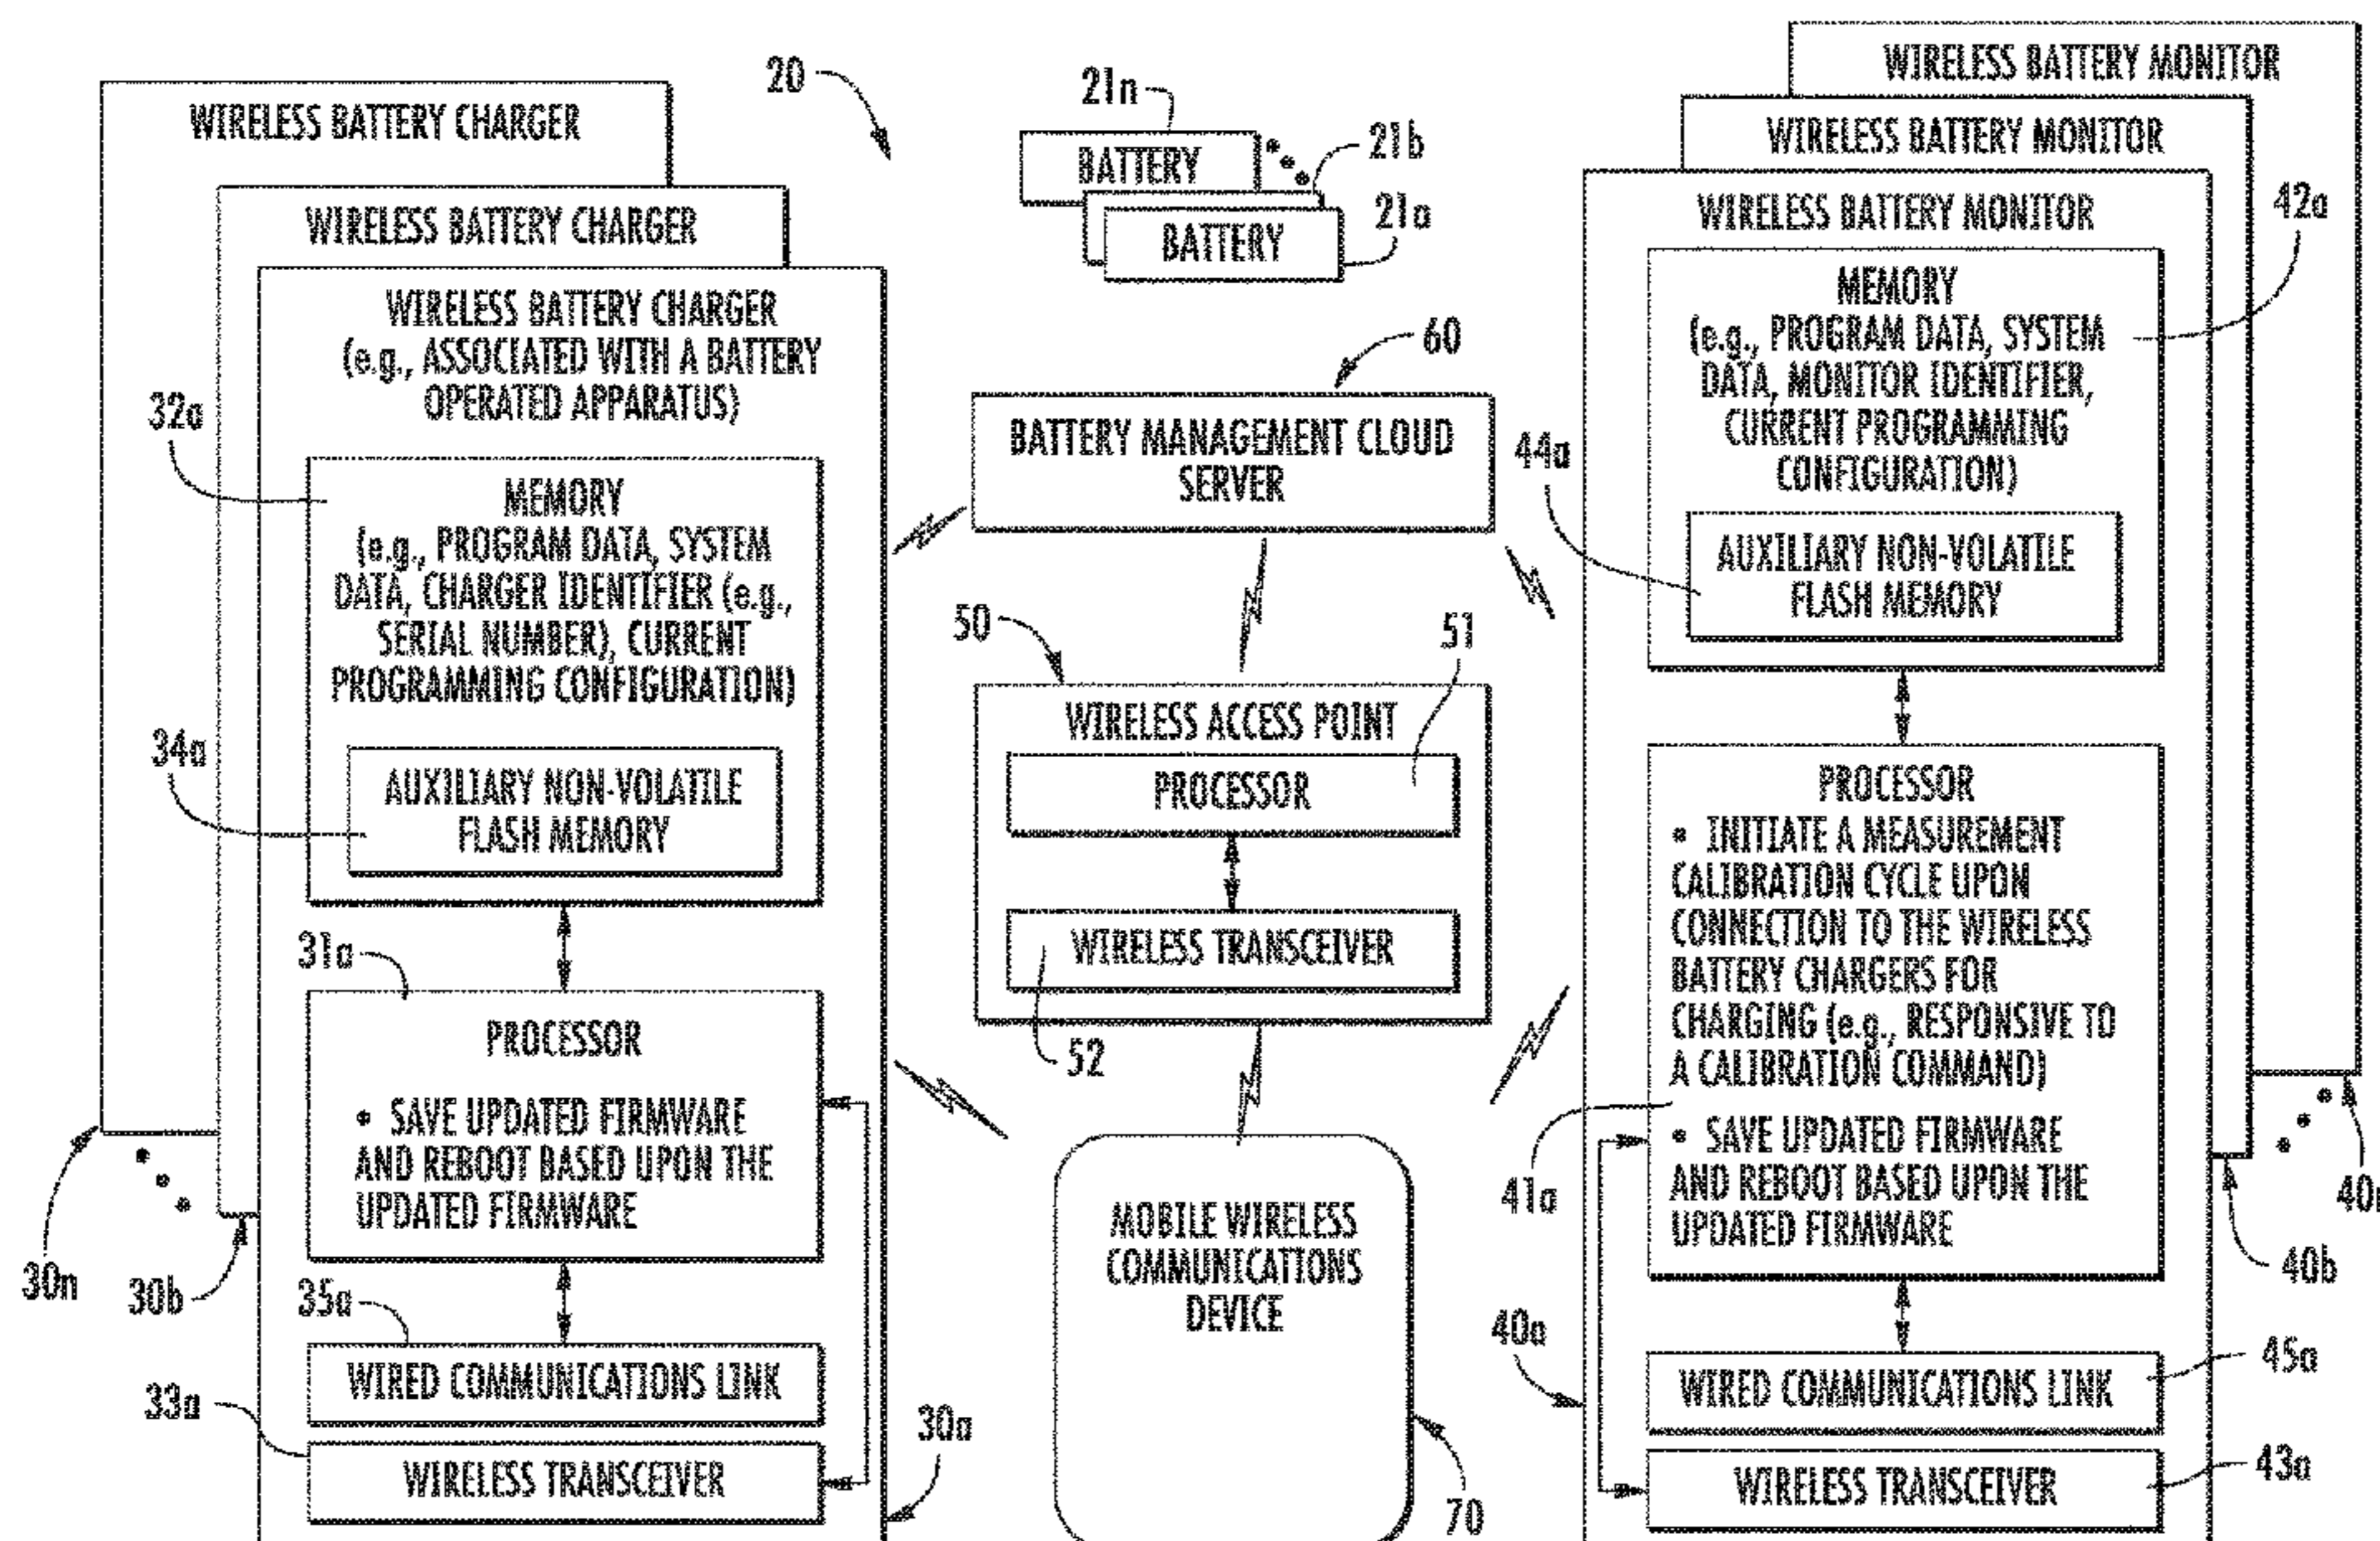 20
WIRELESS BATTERY CHARGER
WIRELESS BATTERY CHARGER
WIRELESS BATTERY CHARGER
(e.g., ASSOCIATED WITH A BATTERY
OPERATED APPARATUS)
32a
MEMORY
(e.g., PROGRAM DATA, SYSTEM
DATA, CHARGER IDENTIFIER (e.g.,
SERIAL NUMBER), CURRENT
PROGRAMMING CONFIGURATION)
34a
AUXILIARY NON-VOLATILE
FLASH MEMORY
31a
PROCESSOR
• SAVE UPDATED FIRMWARE
AND REBOOT BASED UPON THE
UPDATED FIRMWARE
30n
30b
35a
WIRED COMMUNICATIONS LINK
33a
WIRELESS TRANSCEIVER
30a
21n
BATTERY
21b
21a
BATTERY
60
BATTERY MANAGEMENT CLOUD
SERVER
50
51
WIRELESS ACCESS POINT
PROCESSOR
WIRELESS TRANSCEIVER
52
MOBILE WIRELESS
COMMUNICATIONS
DEVICE
70
WIRELESS BATTERY MONITOR
WIRELESS BATTERY MONITOR
WIRELESS BATTERY MONITOR
42a
MEMORY
(e.g., PROGRAM DATA, SYSTEM
DATA, MONITOR IDENTIFIER,
CURRENT PROGRAMMING
CONFIGURATION)
44a
AUXILIARY NON-VOLATILE
FLASH MEMORY
PROCESSOR
• INITIATE A MEASUREMENT
CALIBRATION CYCLE UPON
CONNECTION TO THE WIRELESS
BATTERY CHARGERS FOR
CHARGING (e.g., RESPONSIVE TO
A CALIBRATION COMMAND)
• SAVE UPDATED FIRMWARE
AND REBOOT BASED UPON THE
UPDATED FIRMWARE
41a
40n
40b
40a
WIRED COMMUNICATIONS LINK
45a
WIRELESS TRANSCEIVER
43a